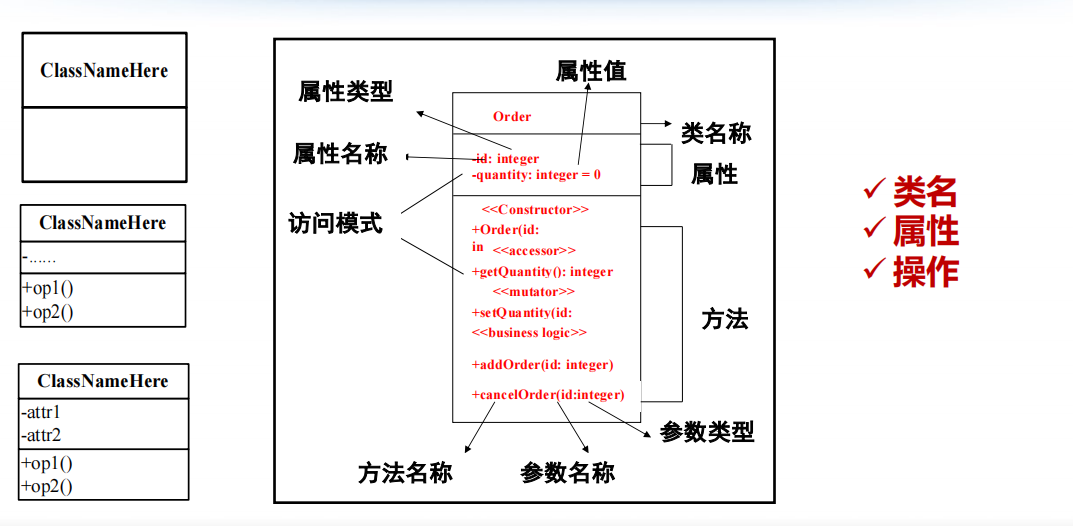 ClassNameHere
ClassNameHere
-......
+op1()
+op2()
ClassNameHere
-attr1
-attr2
+op1()
+op2()
属性类型
属性值
属性名称
访问模式
Order
-id: integer
-quantity: integer = 0
<<Constructor>>
+Order(id:
in
<<accessor>>
+getQuantity(): integer
<<mutator>>
+setQuantity(id:
<<business logic>>
+addOrder(id: integer)
+cancelOrder(id:integer)
类名称
属性
方法
参数类型
方法名称
参数名称
✓类名
✓属性
✓操作